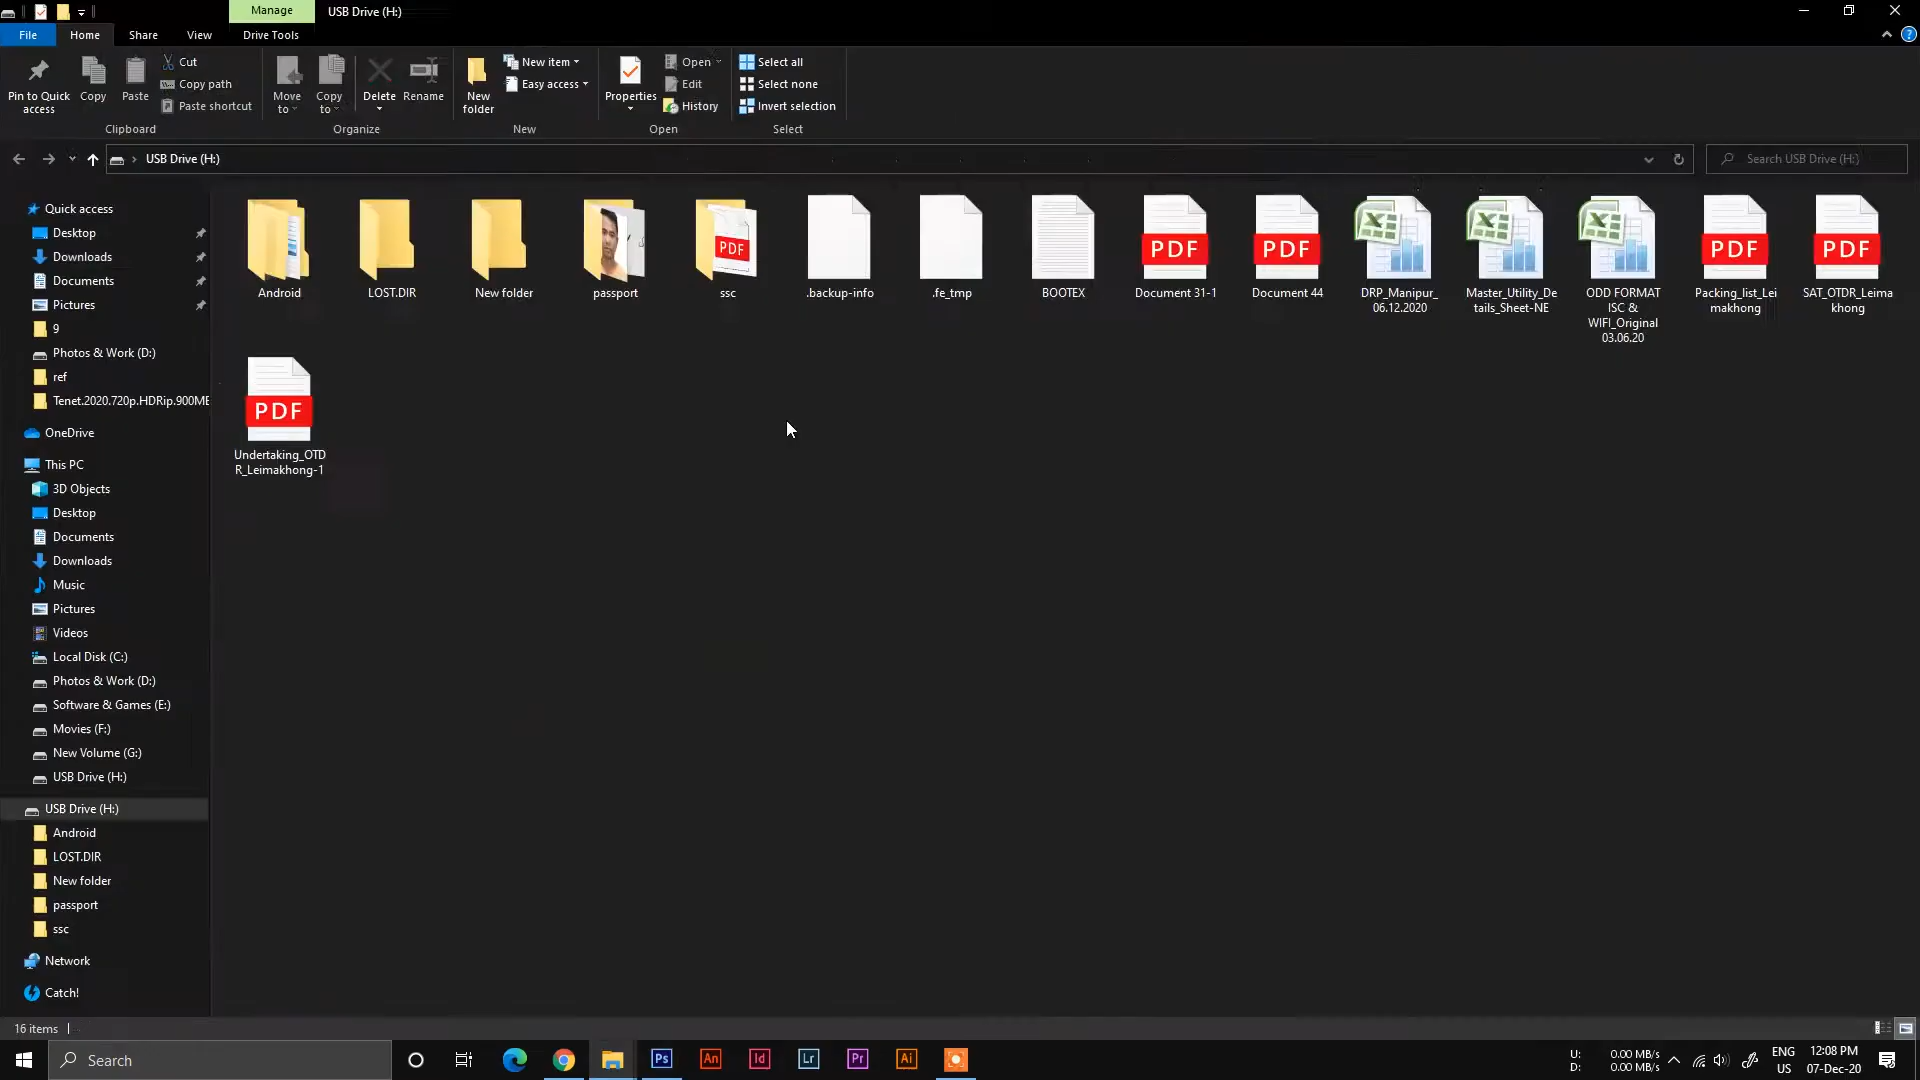 Manage
USB Drive (H:)
File
Home
Share
View
Drive Tools
Pin to Quick
access
Copy
Paste
Cut
Copy path
Paste shortcut
Clipboard
Move
to
Copy
to
Delete
Rename
Organize
New
folder
New item
Easy access
New
Properties
Open
Edit
History
Open
Select all
Select none
Invert selection
Select
USB Drive (H:)
Search USB Drive (H:)
Quick access
Desktop
Downloads
Documents
Pictures
9
Photos & Work (D:)
ref
Tenet.2020.720p.HDRip.900ME
OneDrive
This PC
3D Objects
Desktop
Documents
Downloads
Music
Pictures
Videos
Local Disk (C:)
Photos & Work (D:)
Software & Games (E:)
Movies (F:)
New Volume (G:)
USB Drive (H:)
USB Drive (H:)
Android
LOST.DIR
New folder
passport
ssc
Network
Catch!
Android
LOST.DIR
New folder
passport
PDF
ssc
.backup-info
.fe_tmp
BOOTEX
PDF
Document 31-1
PDF
Document 44
DRP_Manipur_
06.12.2020
Master_Utility_De
tails_Sheet-NE
ODD FORMAT
ISC &
WIFI_Original
03.06.20
PDF
Packing_list_Lei
makhong
PDF
SAT_OTDR_Leima
khong
PDF
Undertaking_OTD
R_Leimakhong-1
16 items
Search
Ps
An
Id
Lr
Pr
Ai
U: 0.00 MB/s
D: 0.00 MB/s
ENG
US
12:08 PM
07-Dec-20